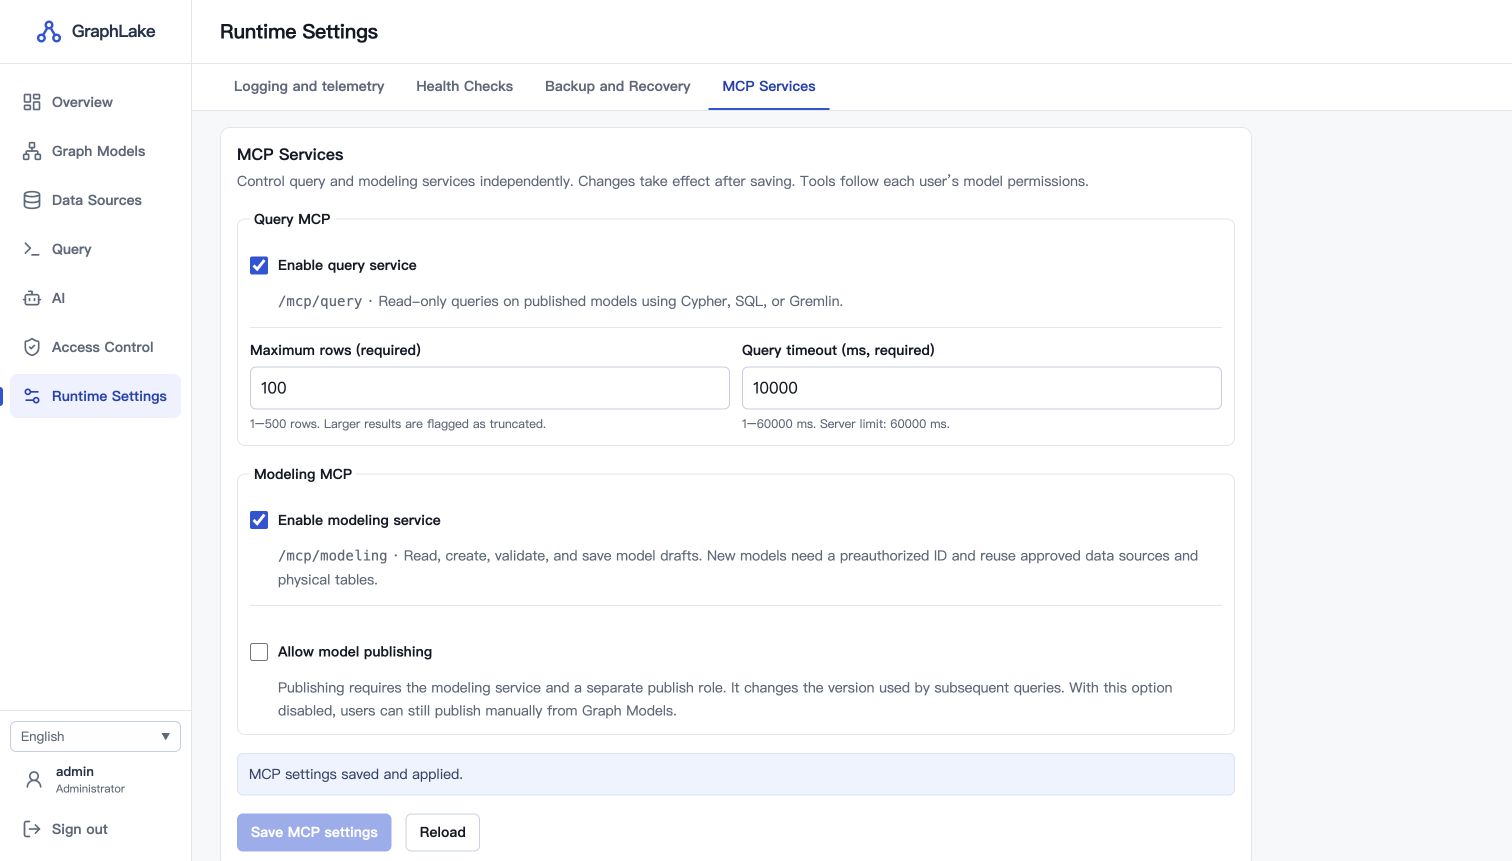 GraphLake
Overview
Graph Models
Data Sources
Query
AI
Access Control
Runtime Settings
English
admin
Administrator
Sign out
Runtime Settings
Logging and telemetry
Health Checks
Backup and Recovery
MCP Services
MCP Services
Control query and modeling services independently. Changes take effect after saving. Tools follow each user's model permissions.
Query MCP
Enable query service
/mcp/query · Read-only queries on published models using Cypher, SQL, or Gremlin.
Maximum rows (required)
100
1—500 rows. Larger results are flagged as truncated.
Query timeout (ms, required)
10000
1—60000 ms. Server limit: 60000 ms.
Modeling MCP
Enable modeling service
/mcp/modeling · Read, create, validate, and save model drafts. New models need a preauthorized ID and reuse approved data sources and
physical tables.
Allow model publishing
Publishing requires the modeling service and a separate publish role. It changes the version used by subsequent queries. With this option
disabled, users can still publish manually from Graph Models.
MCP settings saved and applied.
Save MCP settings
Reload